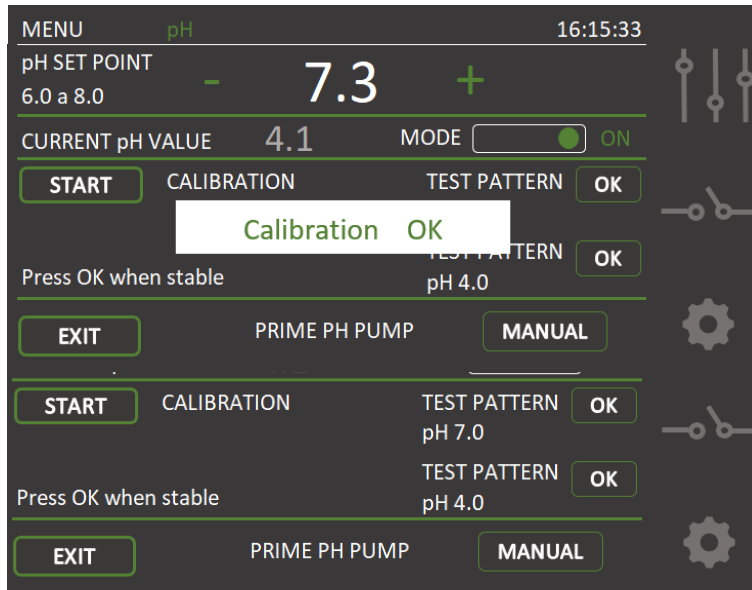 MENU pH 16:15:33
pH SET POINT
6.0 a 8.0 - 7.3 +
CURRENT pH VALUE 4.1 MODE ON
START CALIBRATION TEST PATTERN OK
Calibration OK
TEST PATTERN OK
Press OK when stable pH 4.0
EXIT PRIME PH PUMP MANUAL
START CALIBRATION TEST PATTERN OK
pH 7.0
TEST PATTERN OK
Press OK when stable pH 4.0
EXIT PRIME PH PUMP MANUAL